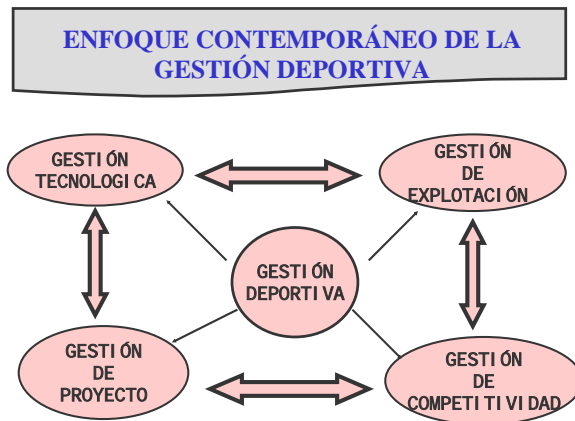 ENFOQUE CONTEMPORÁNEO DE LA
GESTIÓN DEPORTIVA
GESTIÓN
TECNOLOGICA
GESTIÓN
DE
EXPLOTACIÓN
GESTIÓN
DEPORTIVA
GESTIÓN
DE
PROYECTO
GESTIÓN
DE
COMPETITIVIDAD